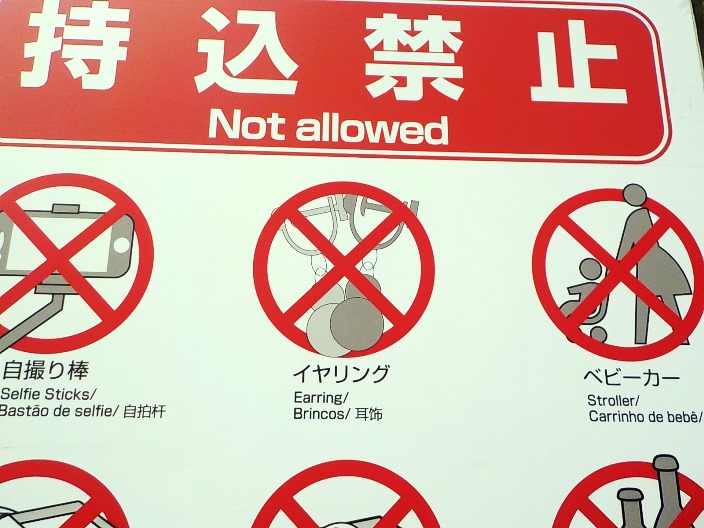 持込禁止
Not allowed
自撮り棒
Selfie Sticks/
Bastão de selfie/ 自拍杆
イヤリング
Earring/
Brincos/ 耳饰
ベビーカー
Stroller/
Carrinho de bebê/